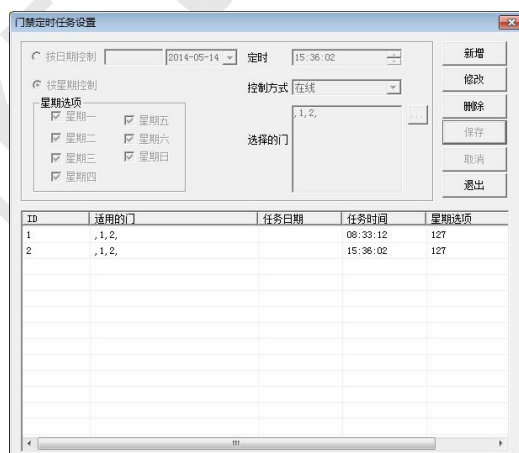 门禁定时任务设置
按日期控制 2014-05-14 定时 15:36:02 新增
按星期控制 控制方式 在线 修改
星期选项 选择的门 ,1,2, ... 删除
星期一 星期五 保存
星期二 星期六 取消
星期三 星期日 退出
星期四
ID 适用的门 任务日期 任务时间 星期选项
1 ,1,2, 08:33:12 127
2 ,1,2, 15:36:02 127